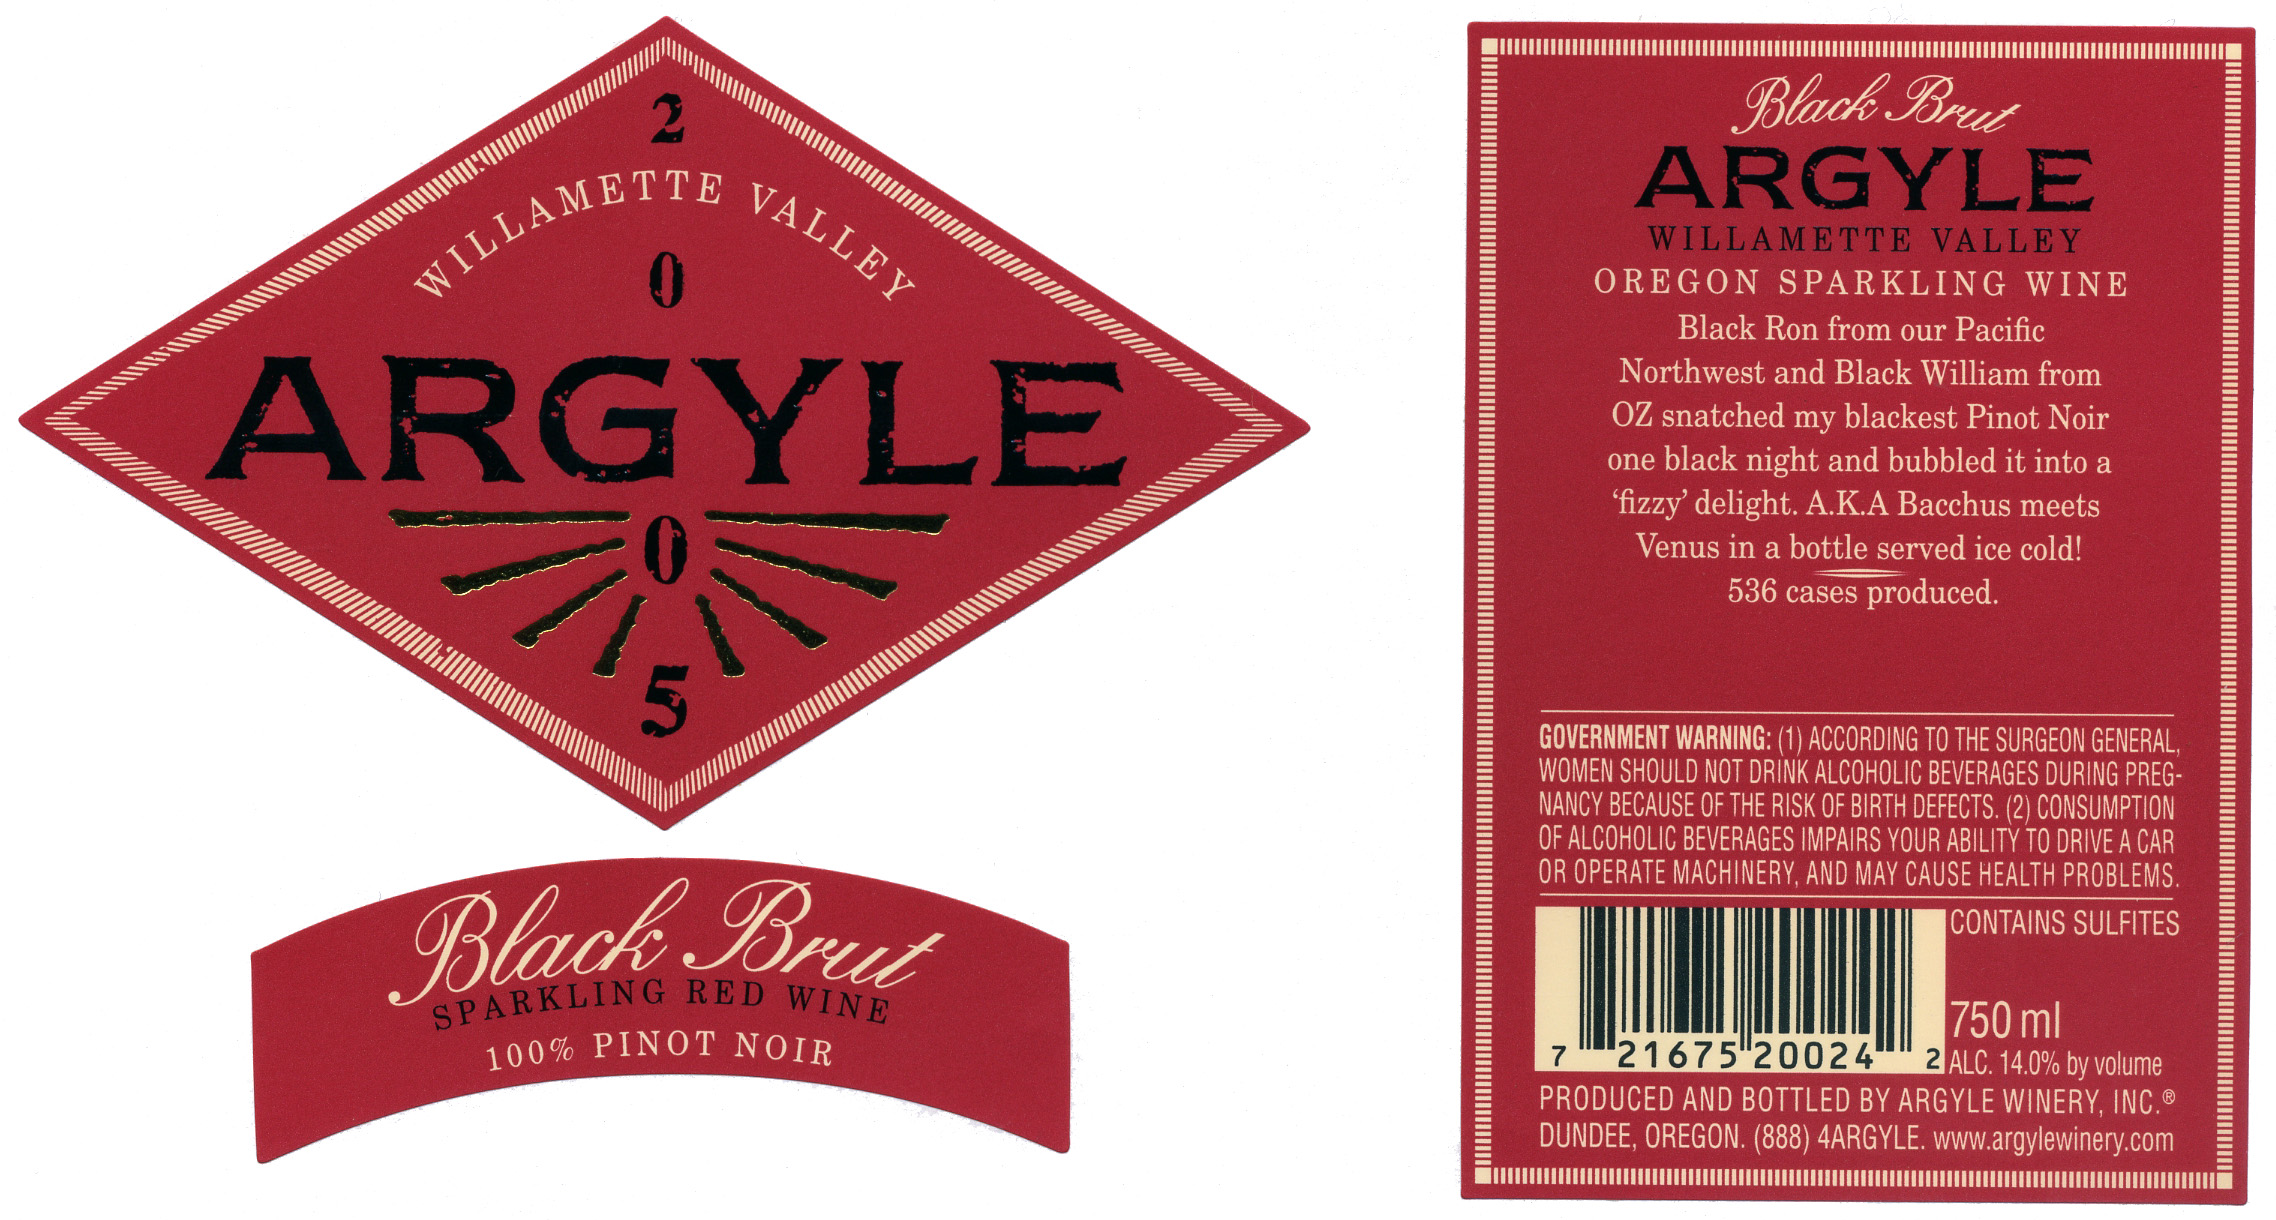 2
WILLAMETTE VALLEY
0
ARGYLE
0
5
Black Brut
SPARKLING RED WINE
100% PINOT NOIR
Black Brut
ARGYLE
WILLAMETTE VALLEY
OREGON SPARKLING WINE
Black Ron from our Pacific
Northwest and Black William from
OZ snatched my blackest Pinot Noir
one black night and bubbled it into a
‘fizzy’ delight. A.K.A Bacchus meets
Venus in a bottle served ice cold!
536 cases produced.
GOVERNMENT WARNING: (1) ACCORDING TO THE SURGEON GENERAL,
WOMEN SHOULD NOT DRINK ALCOHOLIC BEVERAGES DURING PREG-
NANCY BECAUSE OF THE RISK OF BIRTH DEFECTS. (2) CONSUMPTION
OF ALCOHOLIC BEVERAGES IMPAIRS YOUR ABILITY TO DRIVE A CAR
OR OPERATE MACHINERY, AND MAY CAUSE HEALTH PROBLEMS.
CONTAINS SULFITES
750 ml
7 21675 20024 2
ALC. 14.0% by volume
PRODUCED AND BOTTLED BY ARGYLE WINERY, INC.®
DUNDEE, OREGON. (888) 4ARGYLE. www.argylewinery.com